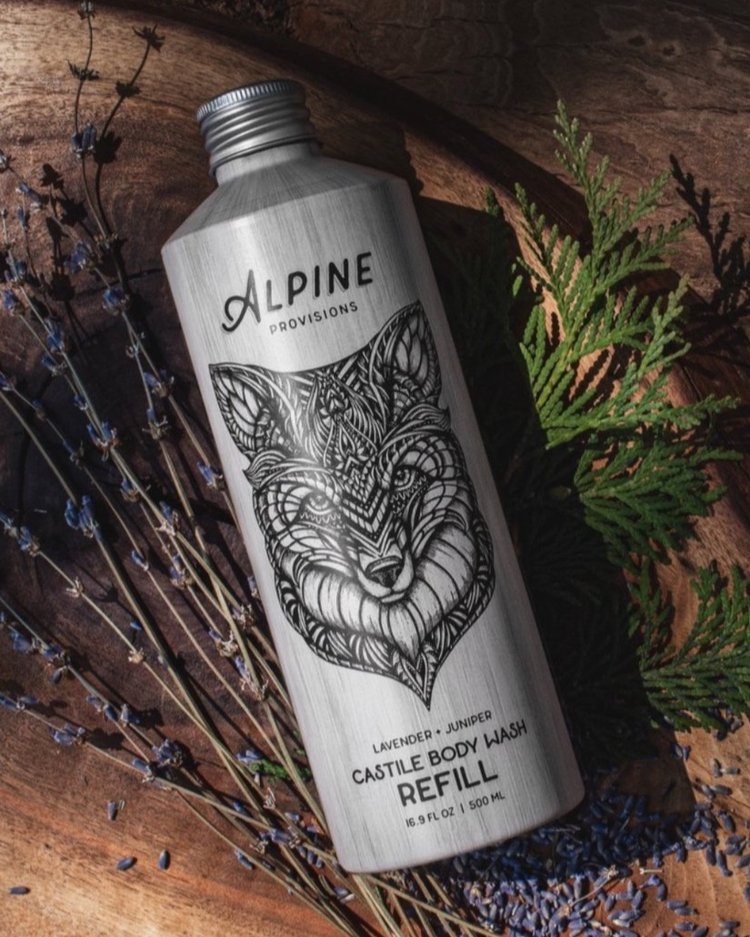 ALPINE
PROVISIONS
LAVENDER + JUNIPER
CASTILE BODY WASH
REFILL
16.9 FL OZ | 500 ML